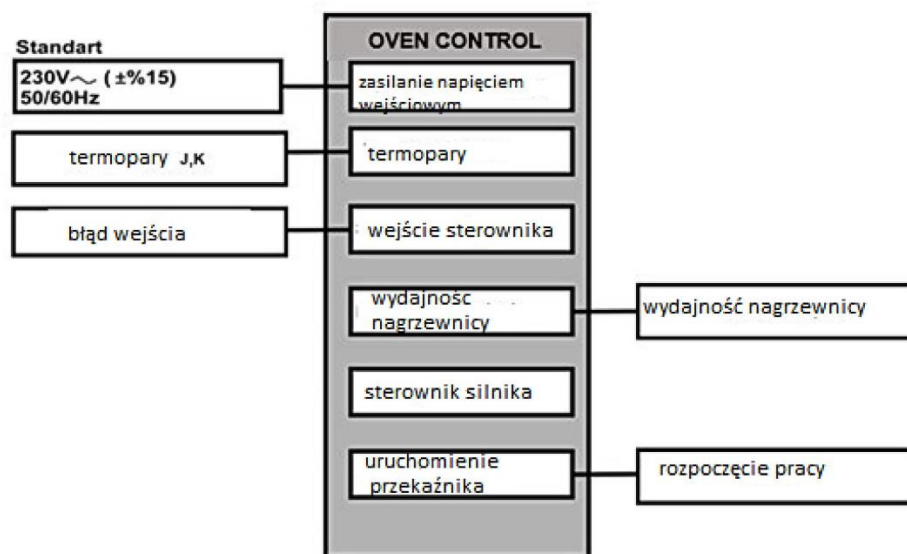 OVEN CONTROL
Standart
230V~ (±%15)
50/60Hz
zasilanie napięciem
wejściowym
termopary J,K
termopary
błąd wejścia
wejście sterownika
wydajnośc
nagrzewnicy
wydajność nagrzewnicy
sterownik silnika
uruchomienie
przekaźnika
rozpoczęcie pracy